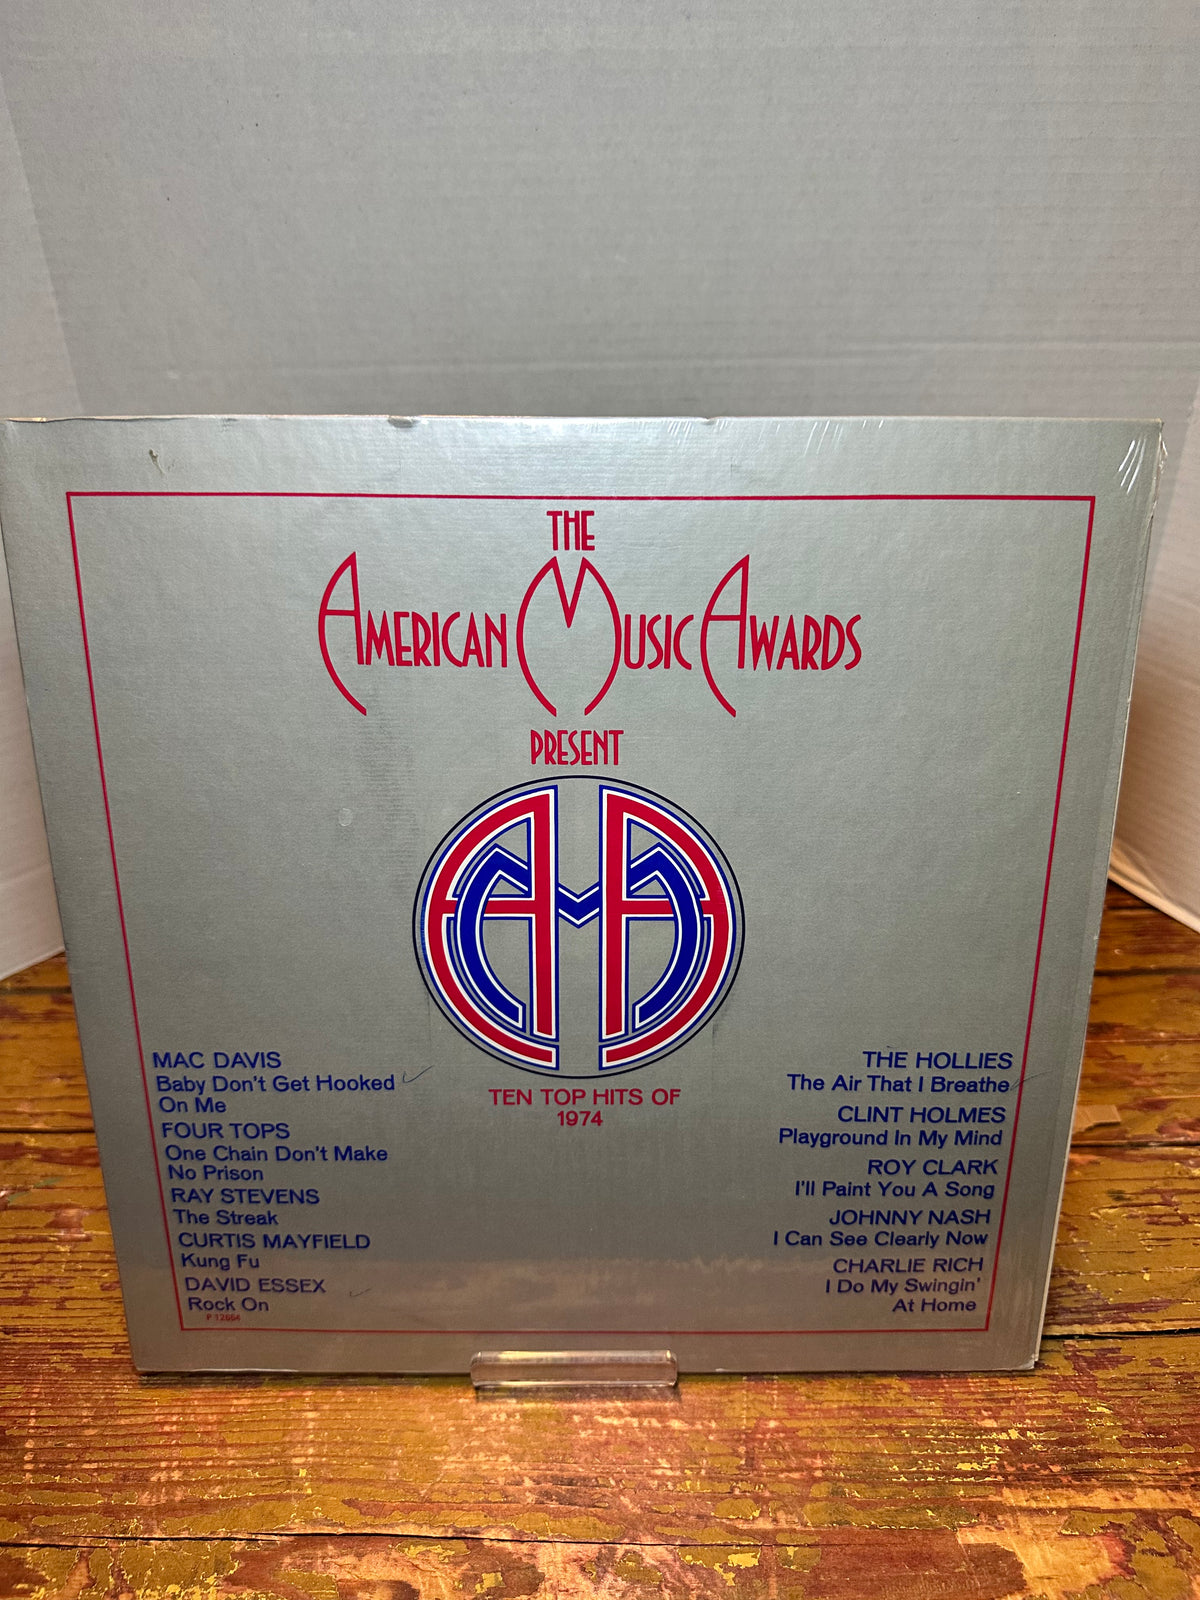 THE
AMERICAN MUSIC AWARDS
PRESENT
AMA
TEN TOP HITS OF
1974
MAC DAVIS
Baby Don't Get Hooked
On Me
FOUR TOPS
One Chain Don't Make
No Prison
RAY STEVENS
The Streak
CURTIS MAYFIELD
Kung Fu
DAVID ESSEX
Rock On
P 12664
THE HOLLIES
The Air That I Breathe
CLINT HOLMES
Playground In My Mind
ROY CLARK
I'll Paint You A Song
JOHNNY NASH
I Can See Clearly Now
CHARLIE RICH
I Do My Swingin'
At Home